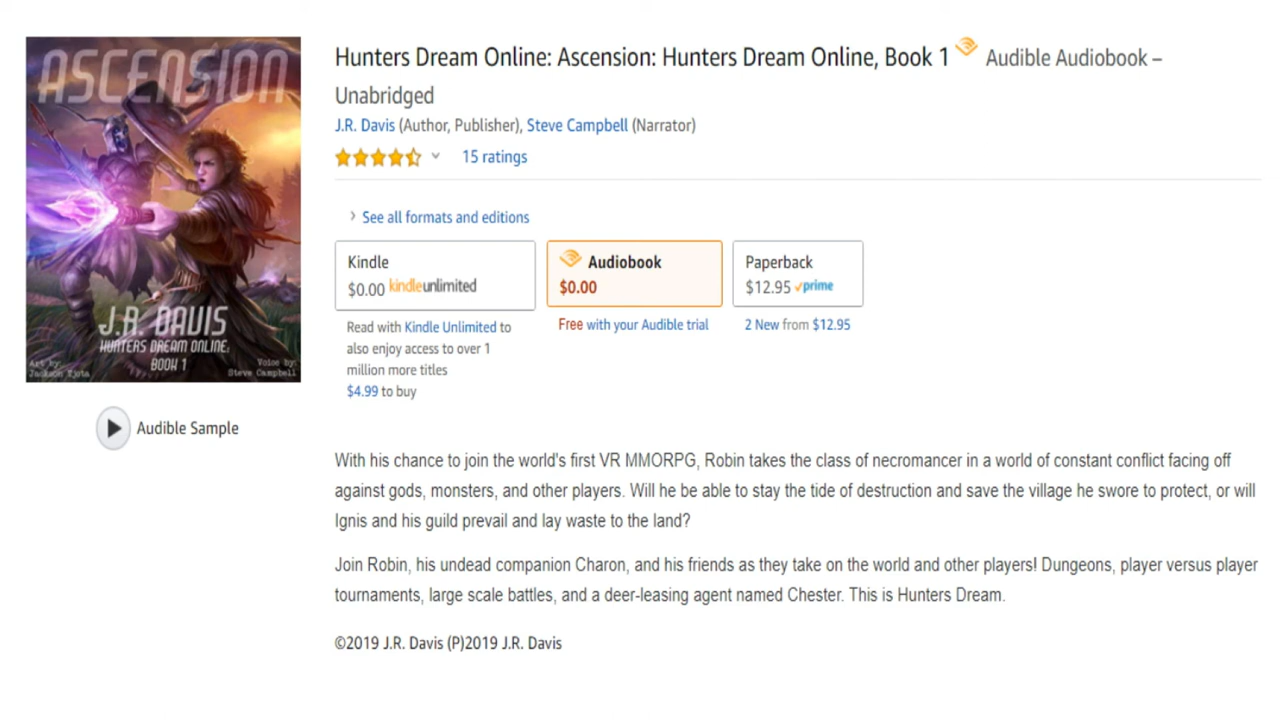 ASCENSION
J.R. DAVIS
HUNTERS DREAM ONLINE:
BOOK 1
Art by:
Jackson Tjota
Voice by:
Steve Campbell
Audible Sample
Hunters Dream Online: Ascension: Hunters Dream Online, Book 1 Audible Audiobook –
Unabridged
J.R. Davis (Author, Publisher), Steve Campbell (Narrator)
15 ratings
See all formats and editions
Kindle
$0.00 kindleunlimited
Read with Kindle Unlimited to
also enjoy access to over 1
million more titles
$4.99 to buy
Audiobook
$0.00
Free with your Audible trial
Paperback
$12.95 prime
2 New from $12.95
With his chance to join the world's first VR MMORPG, Robin takes the class of necromancer in a world of constant conflict facing off
against gods, monsters, and other players. Will he be able to stay the tide of destruction and save the village he swore to protect, or will
Ignis and his guild prevail and lay waste to the land?
Join Robin, his undead companion Charon, and his friends as they take on the world and other players! Dungeons, player versus player
tournaments, large scale battles, and a deer-leasing agent named Chester. This is Hunters Dream.
©2019 J.R. Davis (P)2019 J.R. Davis